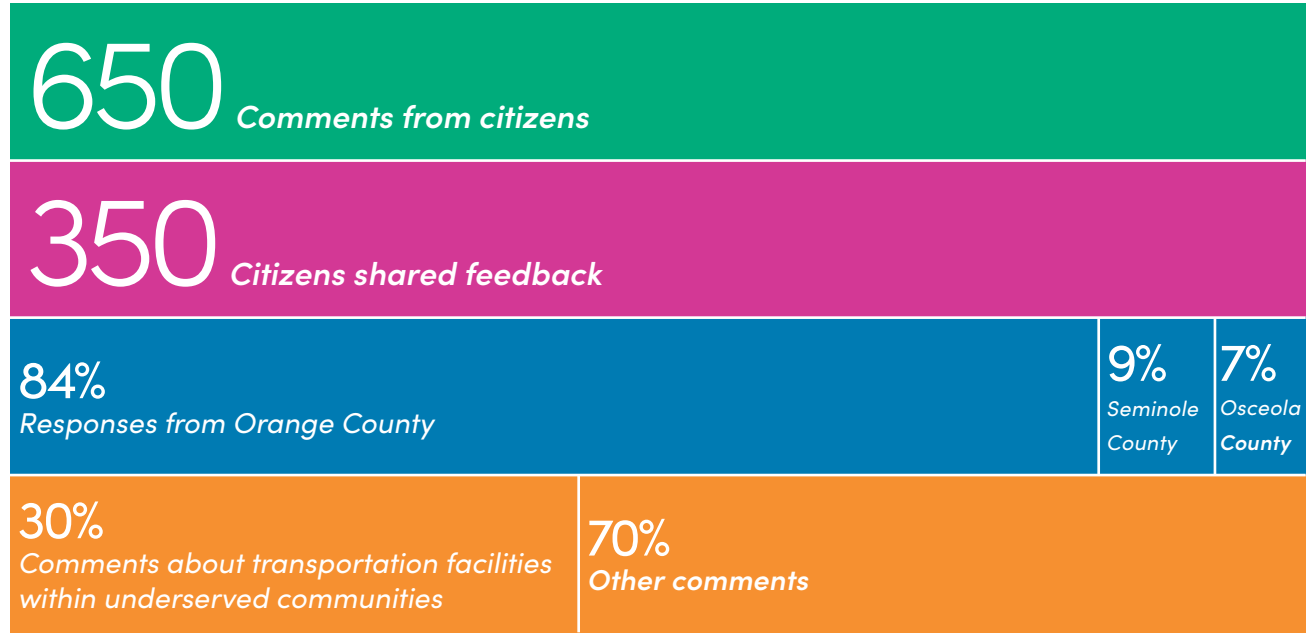 650 Comments from citizens
350 Citizens shared feedback
84%
Responses from Orange County
9%
Seminole
County
7%
Osceola
County
30%
Comments about transportation facilities
within underserved communities
70%
Other comments